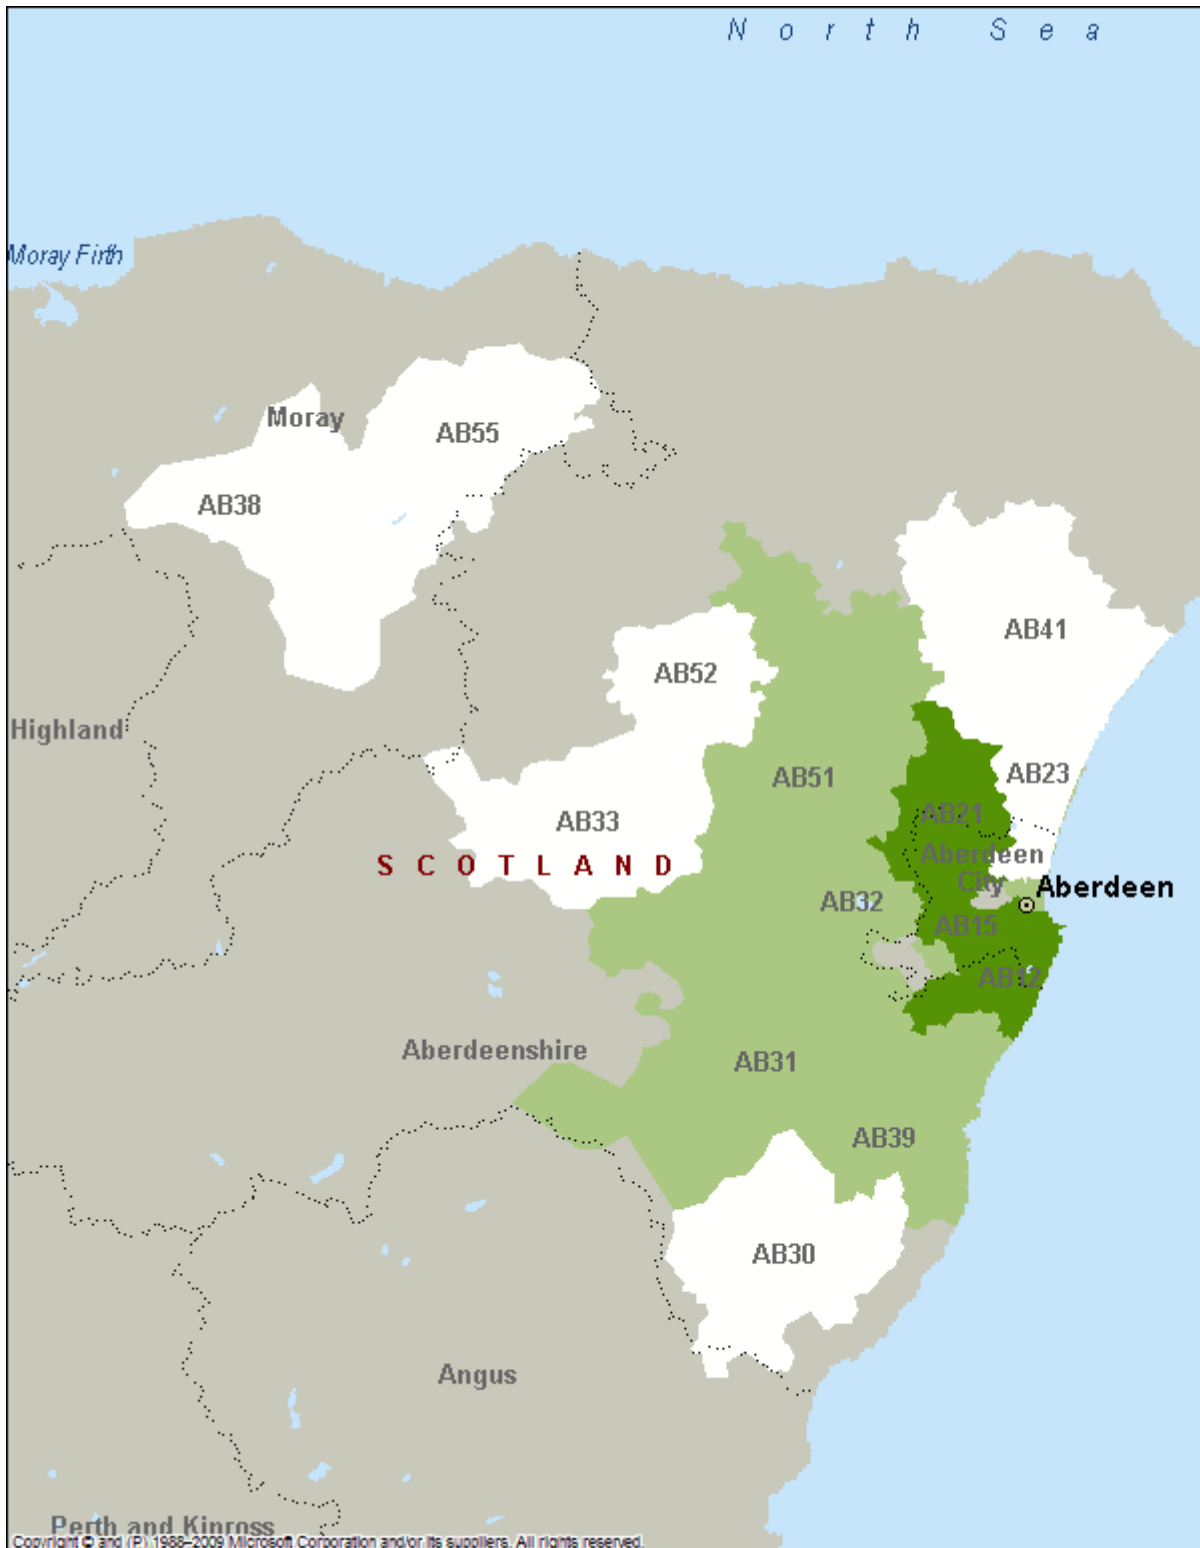 North Sea
Moray Firth
Moray
AB55
AB38
AB41
AB52
Highland
AB51
AB23
AB21
AB33
SCOTLAND
Aberdeen
City
Aberdeen
AB32
AB15
AB12
Aberdeenshire
AB31
AB39
AB30
Angus
Perth and Kinross
Copyright © and (P) 1988–2009 Microsoft Corporation and/or its suppliers. All rights reserved.